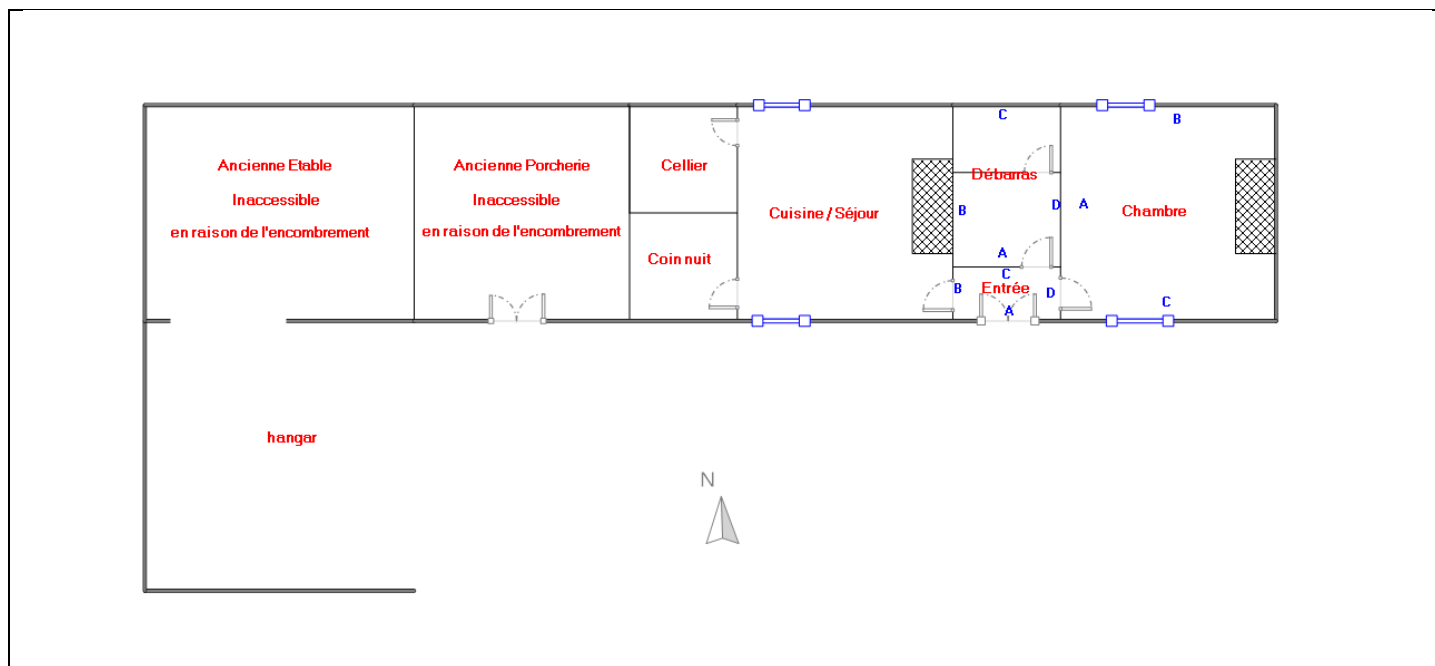 Ancienne Etable
Inaccessible
en raison de l'encombrement
Ancienne Porcherie
Inaccessible
en raison de l'encombrement
Cellier
Coin nuit
Cuisine / Séjour
C
Débarras
B
D
A
C
Entrée
B
D
A
B
A
Chambre
C
hangar
N